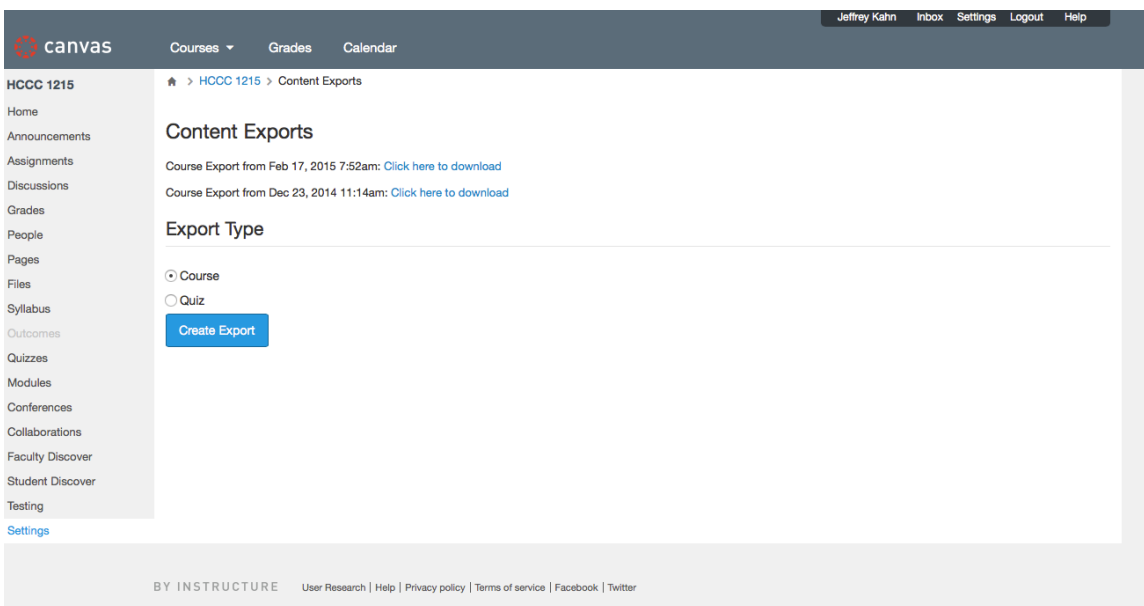 Jeffrey Kahn Inbox Settings Logout Help
canvas Courses Grades Calendar
HCCC 1215
Home
Announcements
Assignments
Discussions
Grades
People
Pages
Files
Syllabus
Outcomes
Quizzes
Modules
Conferences
Collaborations
Faculty Discover
Student Discover
Testing
Settings
> HCCC 1215 > Content Exports
Content Exports
Course Export from Feb 17, 2015 7:52am: Click here to download
Course Export from Dec 23, 2014 11:14am: Click here to download
Export Type
Course
Quiz
Create Export
BY INSTRUCTURE User Research | Help | Privacy policy | Terms of service | Facebook | Twitter